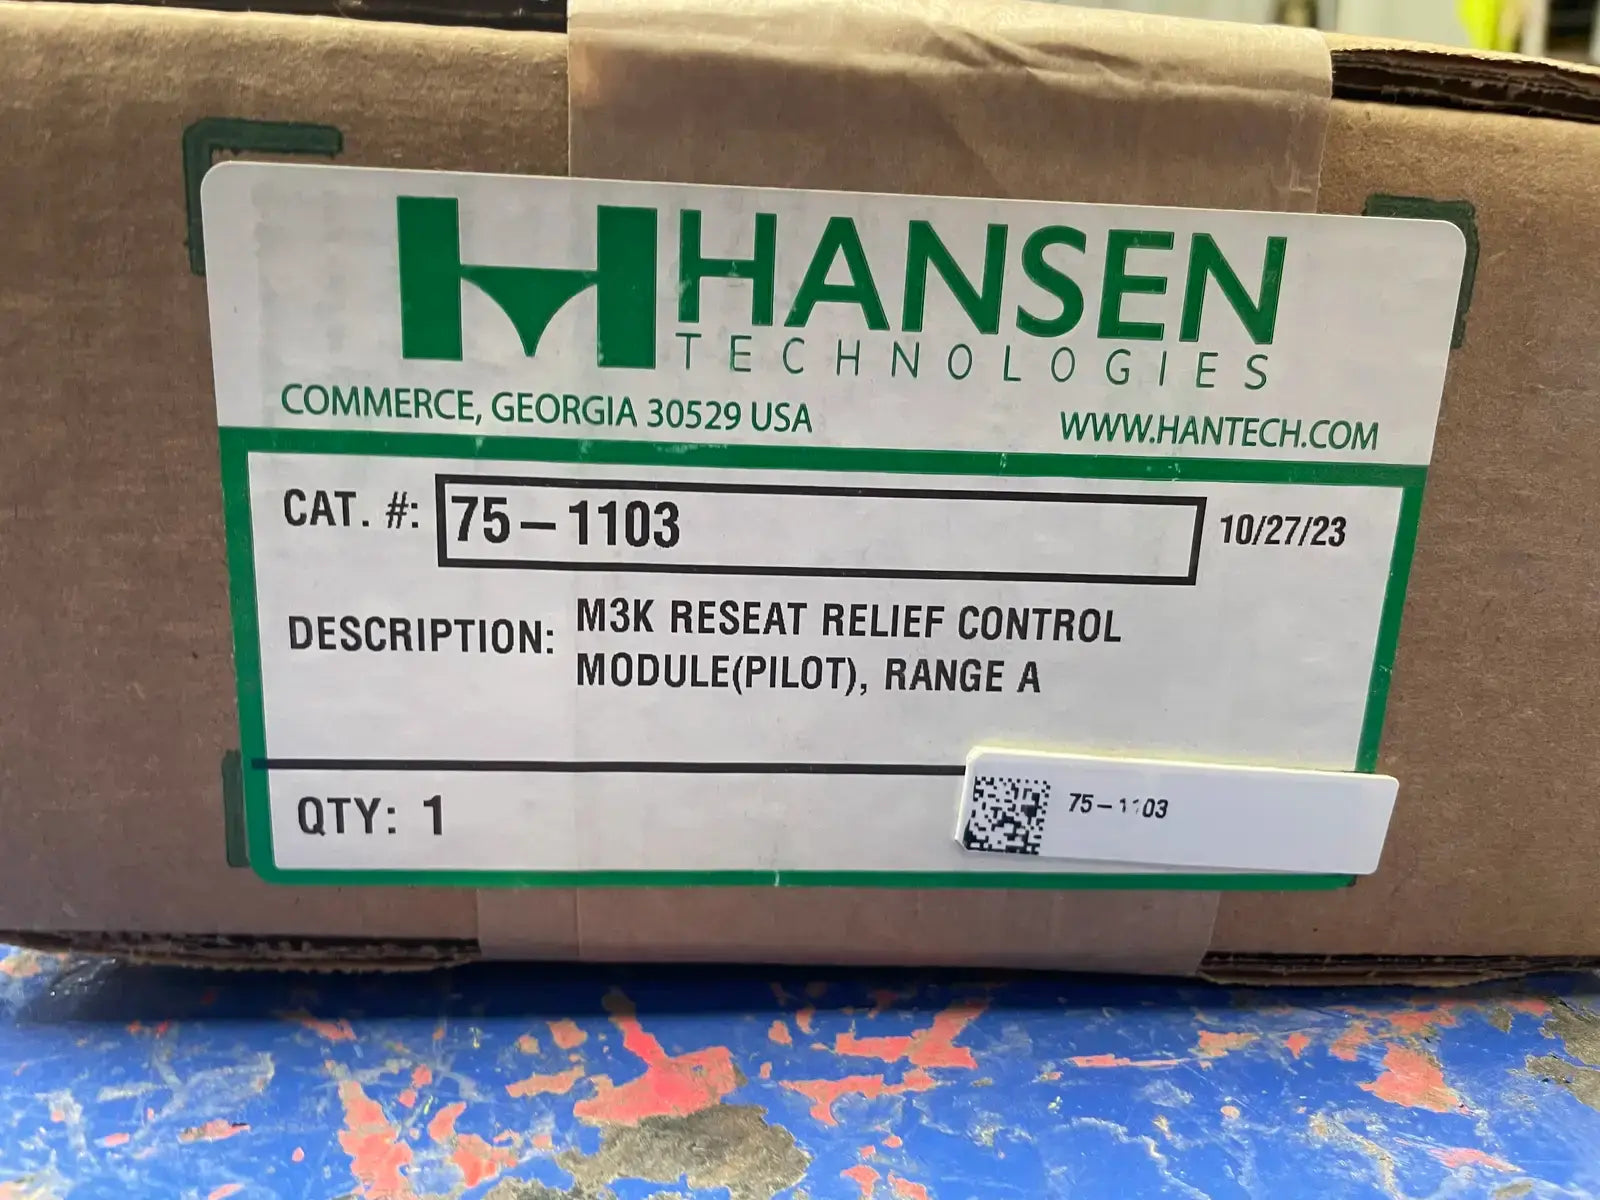 HANSEN
TECHNOLOGIES
COMMERCE, GEORGIA 30529 USA
WWW.HANTECH.COM
CAT. #: 75-1103 10/27/23
DESCRIPTION: M3K RESEAT RELIEF CONTROL
MODULE(PILOT), RANGE A
QTY: 1
75-1103